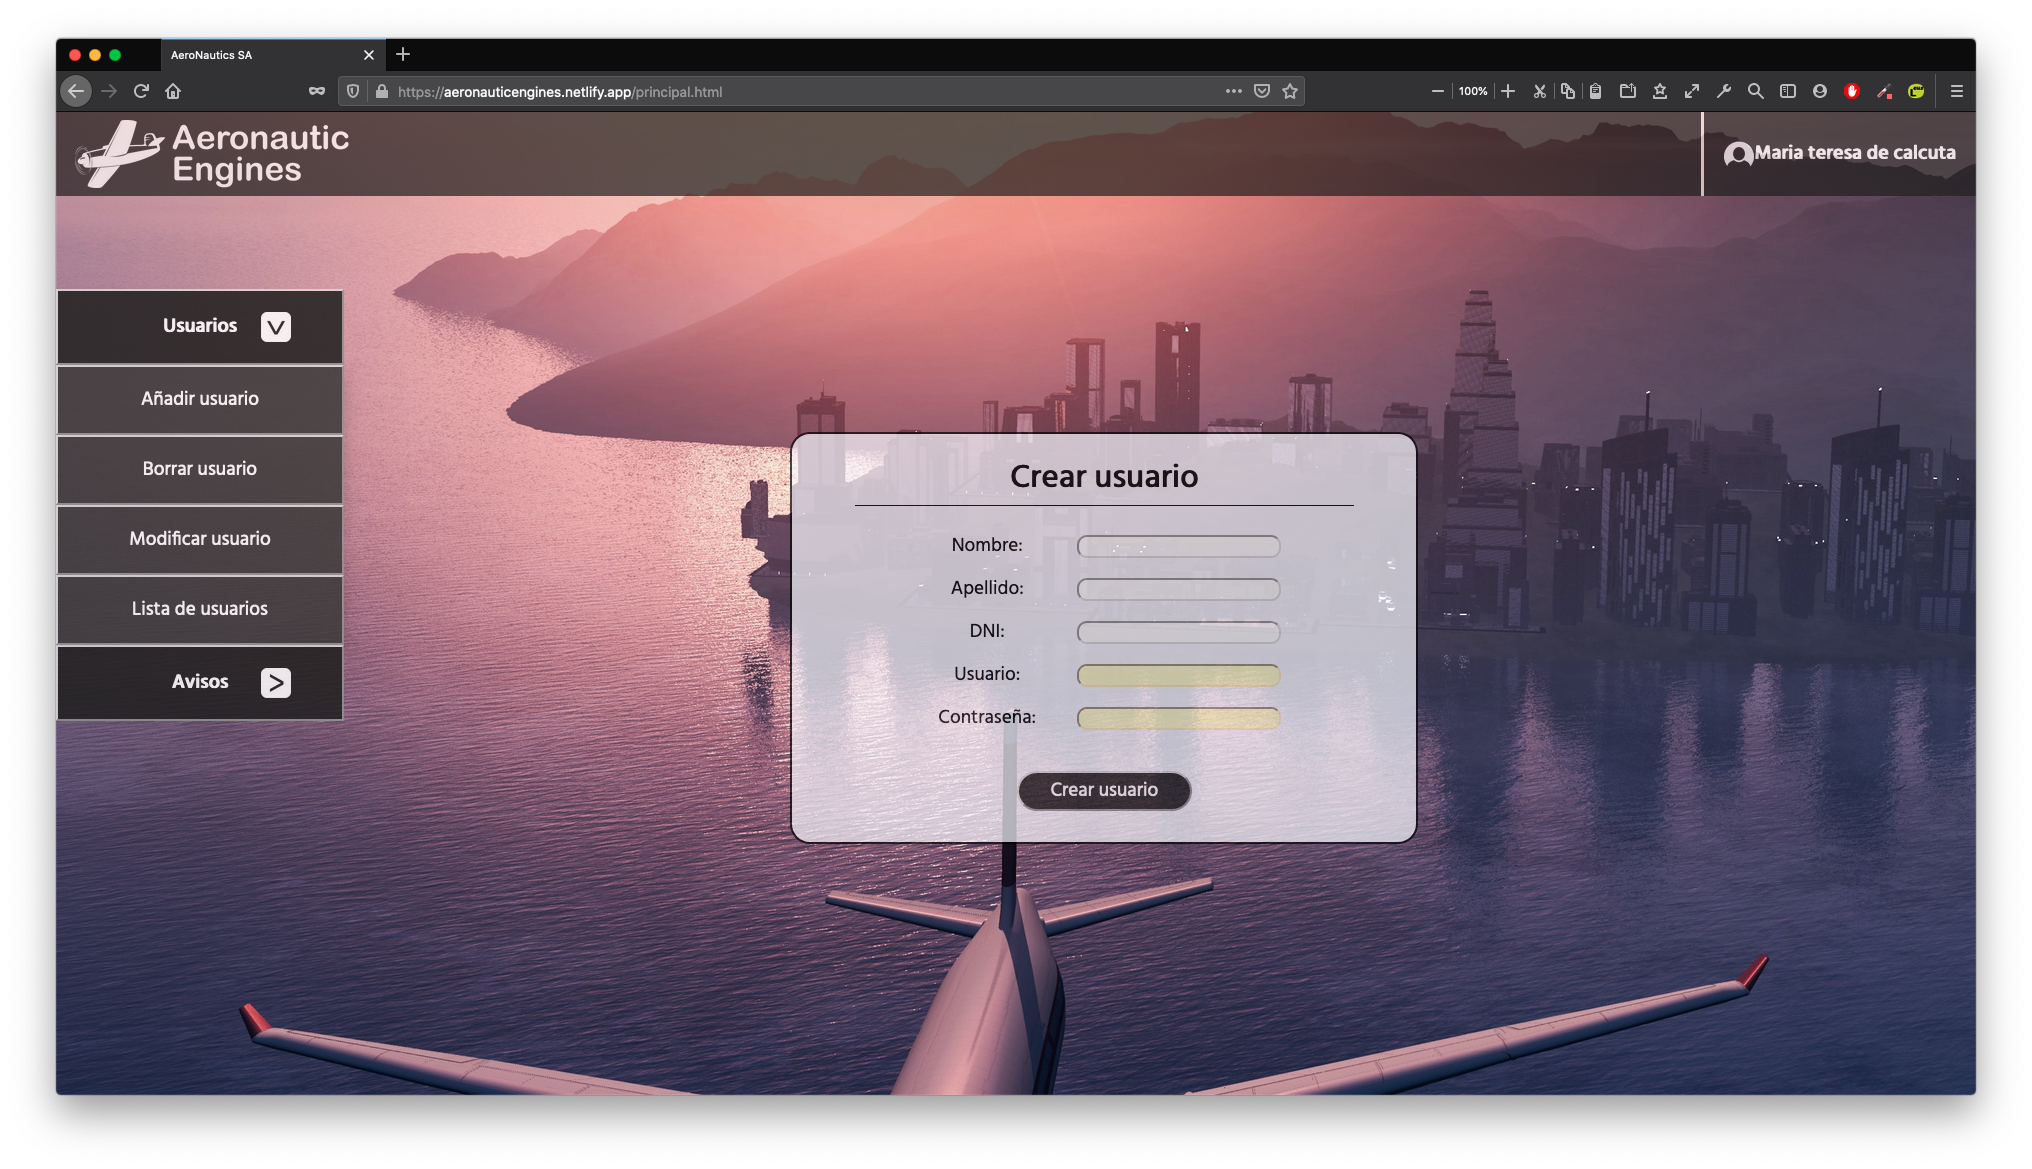 AeroNautics SA
https://aeronauticengines.netlify.app/principal.html
100%
Aeronautic
Engines
Maria teresa de calcuta
Usuarios V
Añadir usuario
Borrar usuario
Modificar usuario
Lista de usuarios
Avisos >
Crear usuario
Nombre:
Apellido:
DNI:
Usuario:
Contraseña:
Crear usuario